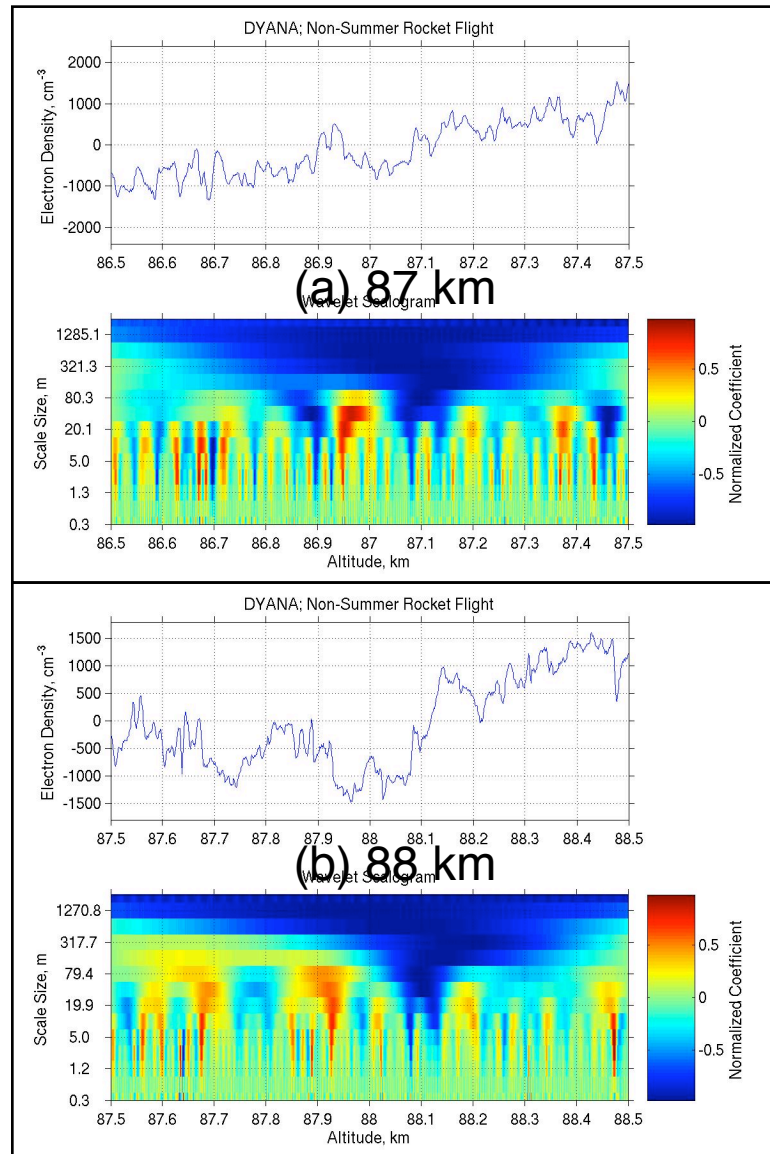 DYANA; Non-Summer Rocket Flight
Electron Density, cm⁻³
2000
1000
0
-1000
-2000
86.5 86.6 86.7 86.8 86.9 87 87.1 87.2 87.3 87.4 87.5
(a) 87 km
Wavelet Scalogram
Scale Size, m
1285.1
321.3
80.3
20.1
5.0
1.3
0.3
86.5 86.6 86.7 86.8 86.9 87 87.1 87.2 87.3 87.4 87.5
Altitude, km
0.5
0
-0.5
Normalized Coefficient
DYANA; Non-Summer Rocket Flight
Electron Density, cm⁻³
1500
1000
500
0
-500
-1000
-1500
87.5 87.6 87.7 87.8 87.9 88 88.1 88.2 88.3 88.4 88.5
(b) 88 km
Wavelet Scalogram
Scale Size, m
1270.8
317.7
79.4
19.9
5.0
1.2
0.3
87.5 87.6 87.7 87.8 87.9 88 88.1 88.2 88.3 88.4 88.5
Altitude, km
0.5
0
-0.5
Normalized Coefficient